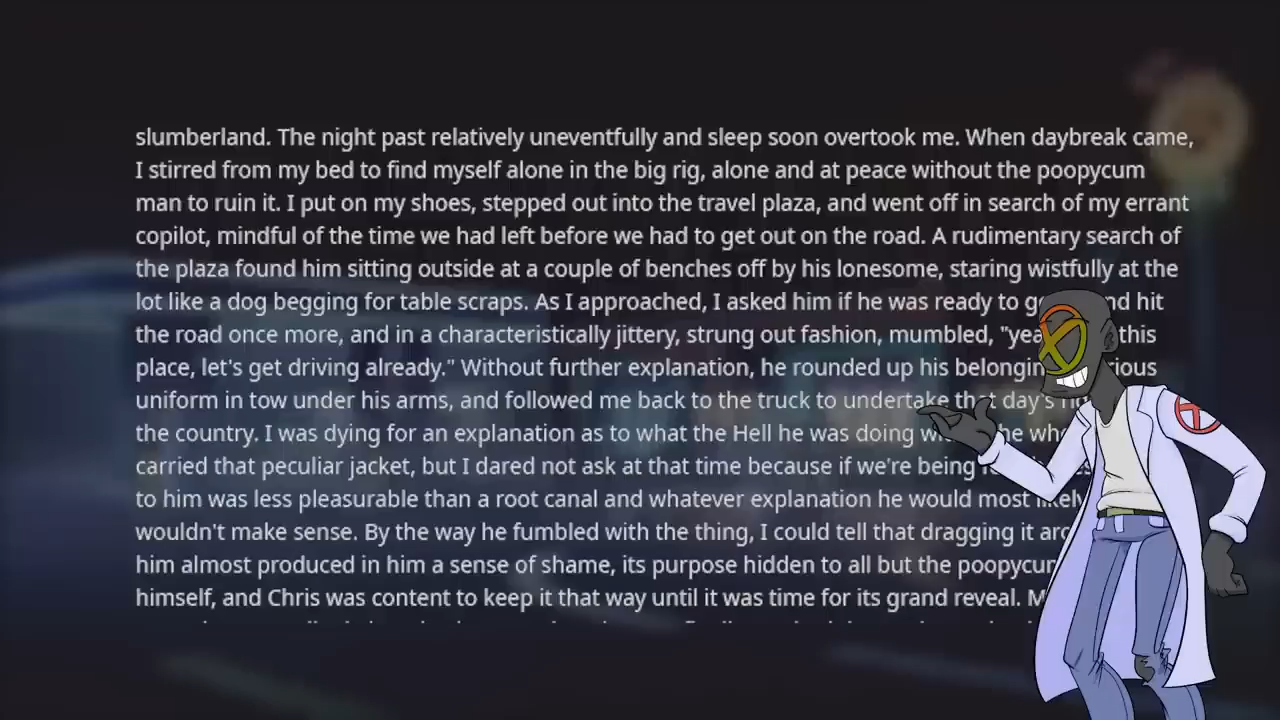 slumberland. The night past relatively uneventfully and sleep soon overtook me. When daybreak came,
I stirred from my bed to find myself alone in the big rig, alone and at peace without the poopycum
man to ruin it. I put on my shoes, stepped out into the travel plaza, and went off in search of my errant
copilot, mindful of the time we had left before we had to get out on the road. A rudimentary search of
the plaza found him sitting outside at a couple of benches off by his lonesome, staring wistfully at the
lot like a dog begging for table scraps. As I approached, I asked him if he was ready to hit
the road once more, and in a characteristically jittery, strung out fashion, mumbled, "yea this
place, let's get driving already." Without further explanation, he rounded up his
uniform in tow under his arms, and followed me back to the truck to undertake that day's
the country. I was dying for an explanation as to what the Hell he was doing
carried that peculiar jacket, but I dared not ask at that time because if we're being
to him was less pleasurable than a root canal and whatever explanation he would most likely
wouldn't make sense. By the way he fumbled with the thing, I could tell that dragging it
him almost produced in him a sense of shame, its purpose hidden to all but the
himself, and Chris was content to keep it that way until it was time for its grand reveal.